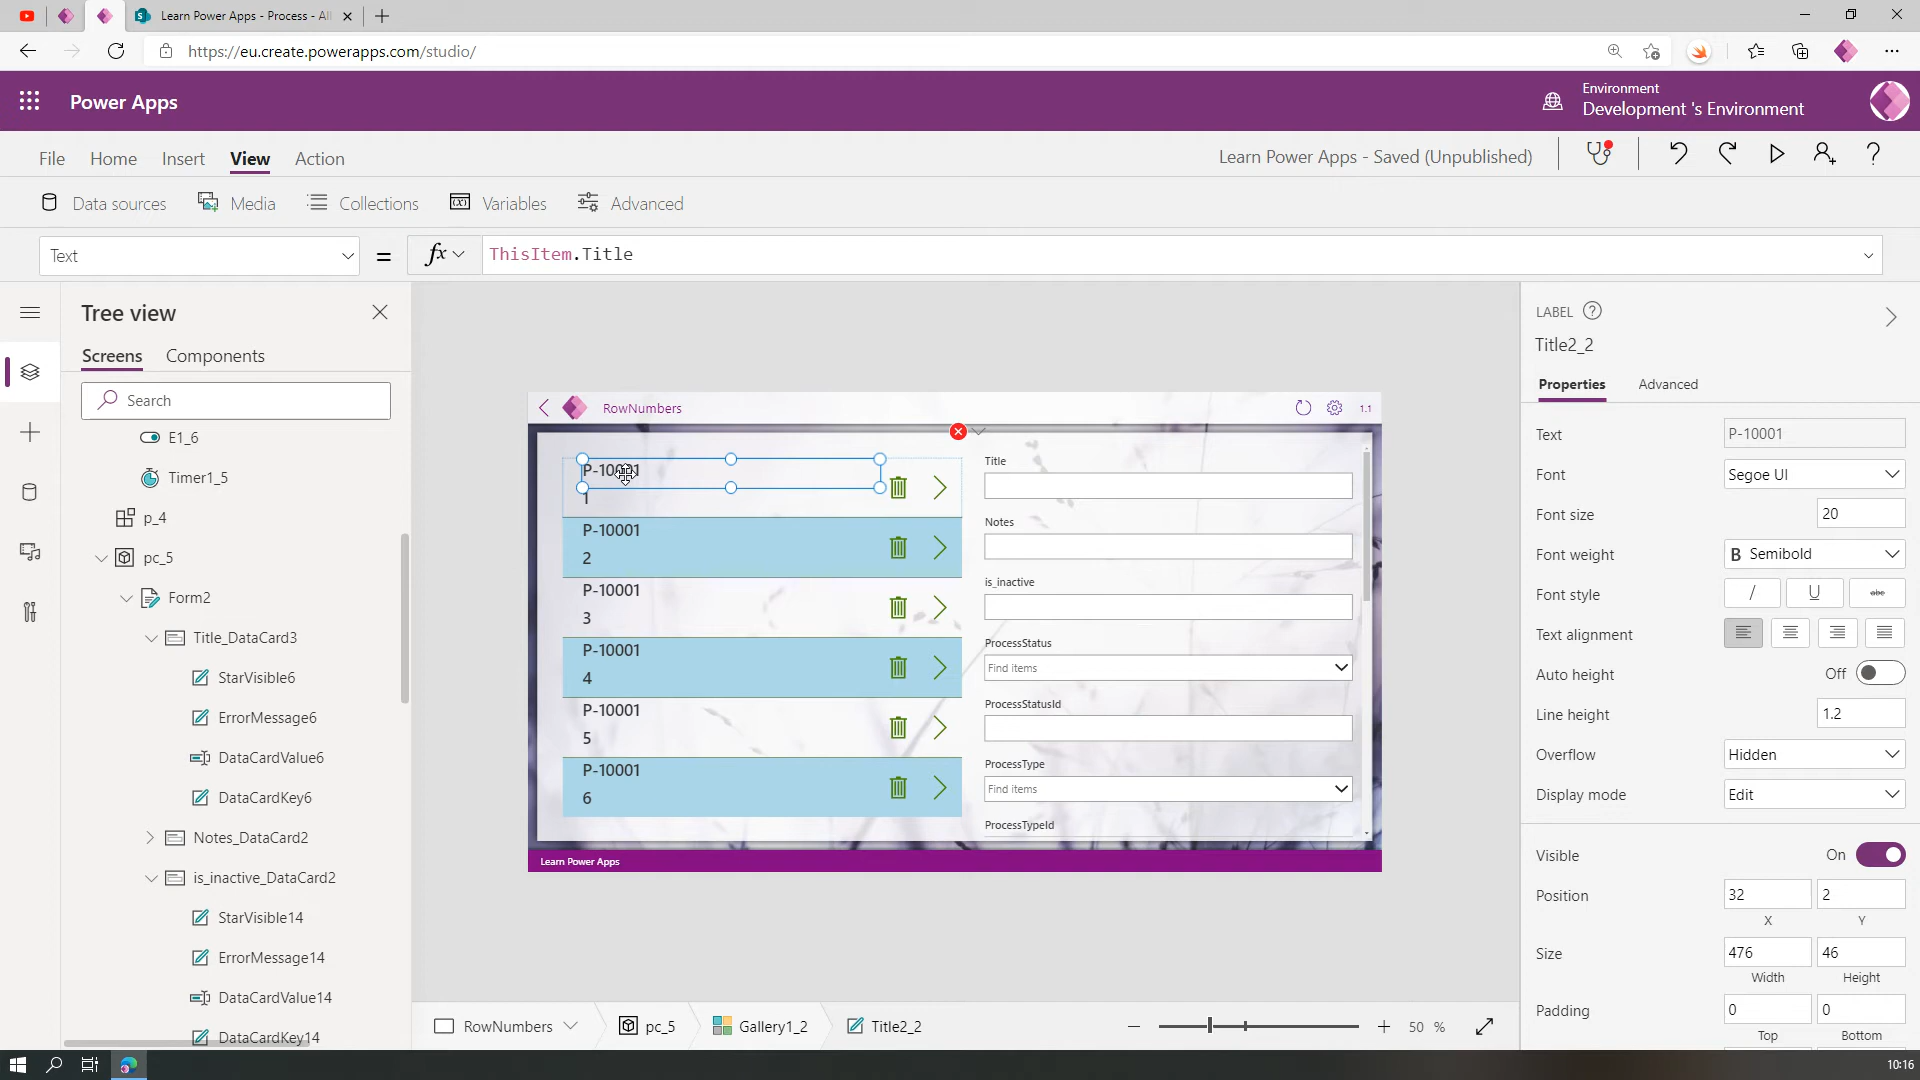 Learn Power Apps - Process - All
https://eu.create.powerapps.com/studio/
Power Apps
Environment
Development 's Environment
File Home Insert View Action
Learn Power Apps - Saved (Unpublished)
Data sources Media Collections Variables Advanced
Text = fx ThisItem.Title
Tree view
Screens Components
Search
E1_6
Timer1_5
p_4
pc_5
Form2
Title_DataCard3
StarVisible6
ErrorMessage6
DataCardValue6
DataCardKey6
Notes_DataCard2
is_inactive_DataCard2
StarVisible14
ErrorMessage14
DataCardValue14
DataCardKey14
RowNumbers 1.1
P-10001
1
P-10001
2
P-10001
3
P-10001
4
P-10001
5
P-10001
6
Title
Notes
is_inactive
ProcessStatus
Find items
ProcessStatusId
ProcessType
Find items
ProcessTypeId
Learn Power Apps
RowNumbers pc_5 Gallery1_2 Title2_2
50 %
LABEL
Title2_2
Properties Advanced
Text P-10001
Font Segoe UI
Font size 20
Font weight B Semibold
Font style / U abc
Text alignment
Auto height Off
Line height 1.2
Overflow Hidden
Display mode Edit
Visible On
Position 32 2
X Y
Size 476 46
Width Height
Padding 0 0
Top Bottom
10:16